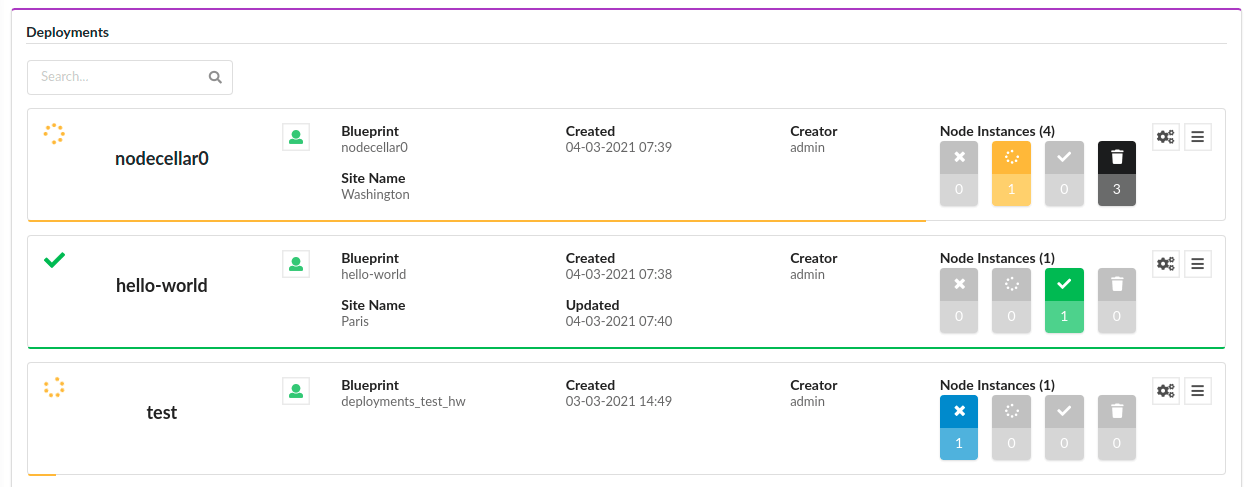 Deployments
Search...
nodecellar0
Blueprint
nodecellar0
Site Name
Washington
Created
04-03-2021 07:39
Creator
admin
Node Instances (4)
0 1 0 3
hello-world
Blueprint
hello-world
Site Name
Paris
Created
04-03-2021 07:38
Updated
04-03-2021 07:40
Creator
admin
Node Instances (1)
0 0 1 0
test
Blueprint
deployments_test_hw
Created
03-03-2021 14:49
Creator
admin
Node Instances (1)
1 0 0 0